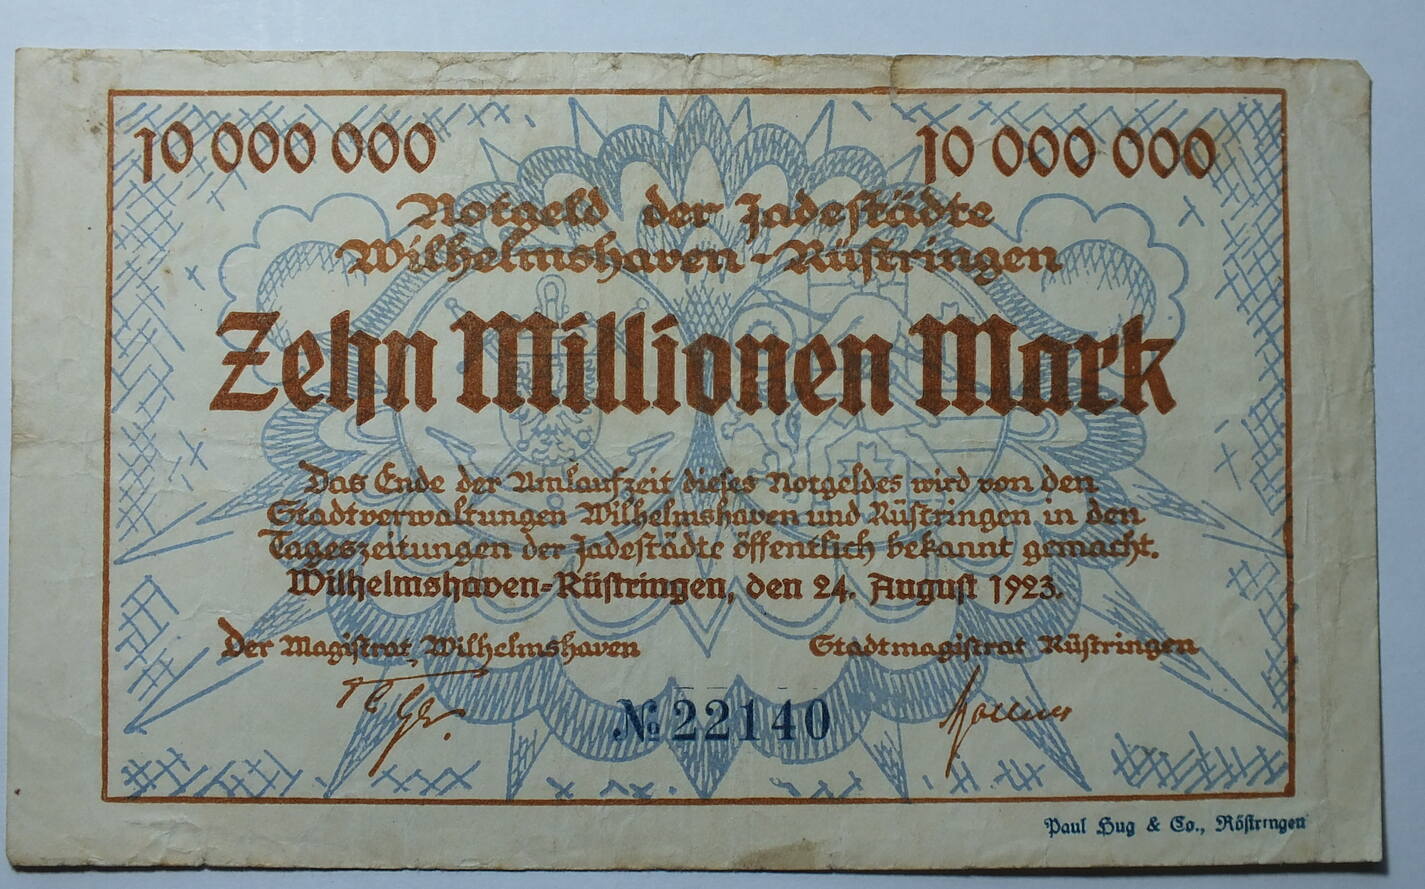 10 000 000 10 000 000
Notgeld der Jadestädte
Wilhelmshaven-Rüstringen
Zehn Millionen Mark
Das Ende der Umlaufzeit dieses Notgeldes wird von den
Stadtverwaltungen Wilhelmshaven und Rüstringen in den
Tageszeitungen der Jadestädte öffentlich bekannt gemacht.
Wilhelmshaven-Rüstringen, den 24. August 1923.
Der Magistrat Wilhelmshaven Stadtmagistrat Rüstringen
№ 22140
Paul Hug & Co., Rüstringen